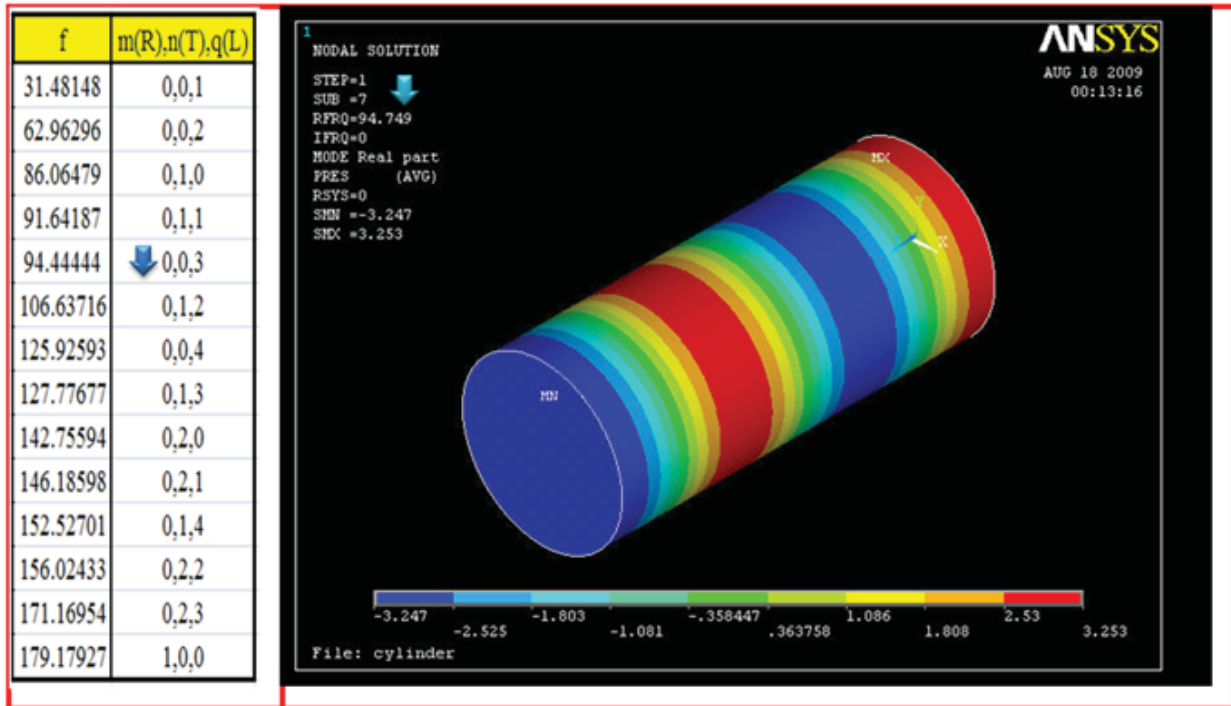 f m(R),n(T),q(L)
31.48148 0,0,1
62.96296 0,0,2
86.06479 0,1,0
91.64187 0,1,1
94.44444 0,0,3
106.63716 0,1,2
125.92593 0,0,4
127.77677 0,1,3
142.75594 0,2,0
146.18598 0,2,1
152.52701 0,1,4
156.02433 0,2,2
171.16954 0,2,3
179.17927 1,0,0
1
NODAL SOLUTION
STEP=1
SUB =7
RFRQ=94.749
IFRQ=0
MODE Real part
PRES (AVG)
RSYS=0
SMN =-3.247
SMX =3.253
ANSYS
AUG 18 2009
00:13:16
MX
Y
X
MN
-3.247 -1.803 -.358447 1.086 2.53
-2.525 -1.081 .363758 1.808 3.253
File: cylinder